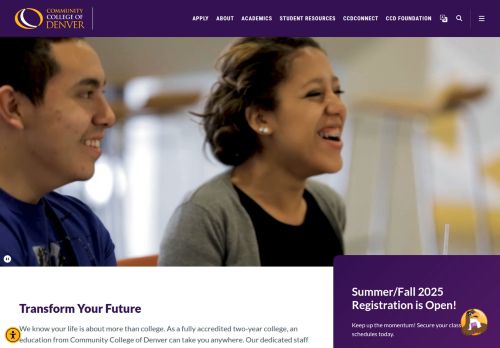 COMMUNITY
COLLEGE OF
DENVER
APPLY ABOUT ACADEMICS STUDENT RESOURCES CCDCONNECT CCD FOUNDATION
Transform Your Future
We know your life is about more than college. As a fully accredited two-year college, an
education from Community College of Denver can take you anywhere. Our dedicated staff
Summer/Fall 2025
Registration is Open!
Keep up the momentum! Secure your class
schedules today.